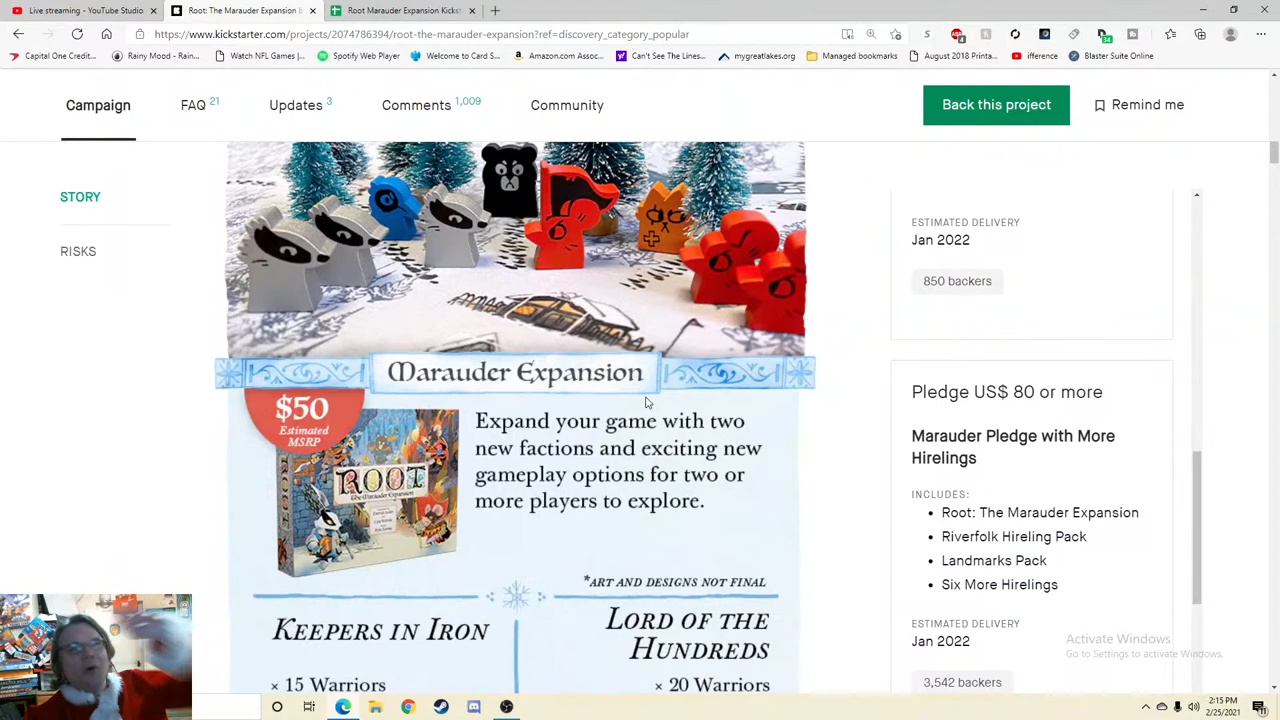 Live streaming - YouTube Studio
Root: The Marauder Expansion b
Root Marauder Expansion Kickst
https://www.kickstarter.com/projects/2074786394/root-the-marauder-expansion?ref=discovery_category_popular
Capital One Credit...
Rainy Mood • Rain...
Watch NFL Games |...
Spotify Web Player
Welcome to Card S...
Amazon.com Assoc...
Can't See The Lines...
mygreatlakes.org
Managed bookmarks
August 2018 Printa...
ifference
Blaster Suite Online
Campaign
FAQ 21
Updates 3
Comments 1,009
Community
Back this project
Remind me
STORY
RISKS
Marauder Expansion
$50
Estimated
MSRP
ROOT
The Marauder Expansion
Expand your game with two
new factions and exciting new
gameplay options for two or
more players to explore.
*ART AND DESIGNS NOT FINAL
KEEPERS IN IRON
× 15 Warriors
LORD OF THE
HUNDREDS
× 20 Warriors
ESTIMATED DELIVERY
Jan 2022
850 backers
Pledge US$ 80 or more
Marauder Pledge with More
Hirelings
INCLUDES:
• Root: The Marauder Expansion
• Riverfolk Hireling Pack
• Landmarks Pack
• Six More Hirelings
ESTIMATED DELIVERY
Jan 2022
3,542 backers
Activate Windows
Go to Settings to activate Windows.
2:15 PM
2/25/2021